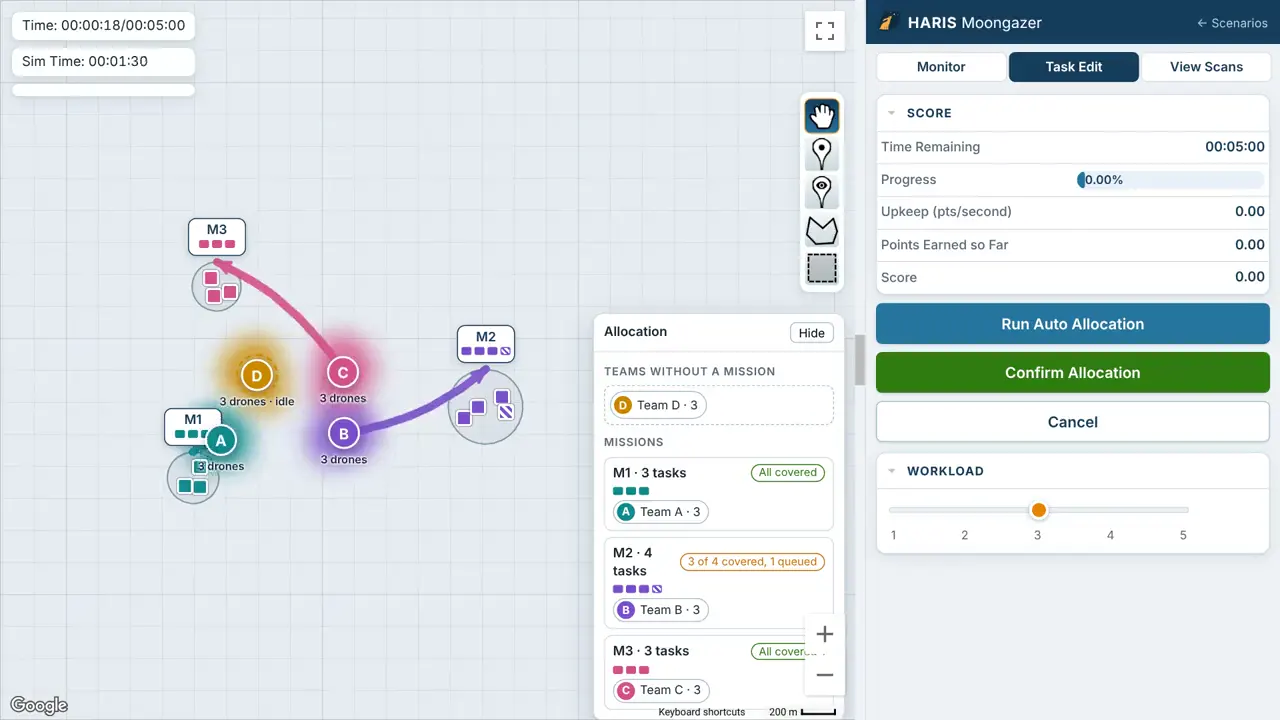 Time: 00:00:18/00:05:00
Sim Time: 00:01:30
M3
D
3 drones · idle
C
3 drones
M2
M1
A
3 drones
B
3 drones
Google
Allocation
Hide
TEAMS WITHOUT A MISSION
D Team D · 3
MISSIONS
M1 · 3 tasks
All covered
A Team A · 3
M2 · 4 tasks
3 of 4 covered, 1 queued
B Team B · 3
M3 · 3 tasks
C Team C · 3
+
−
Keyboard shortcuts
200 m
HARIS Moongazer
← Scenarios
Monitor
Task Edit
View Scans
SCORE
Time Remaining 00:05:00
Progress 0.00%
Upkeep (pts/second) 0.00
Points Earned so Far 0.00
Score 0.00
Run Auto Allocation
Confirm Allocation
Cancel
WORKLOAD
1 2 3 4 5